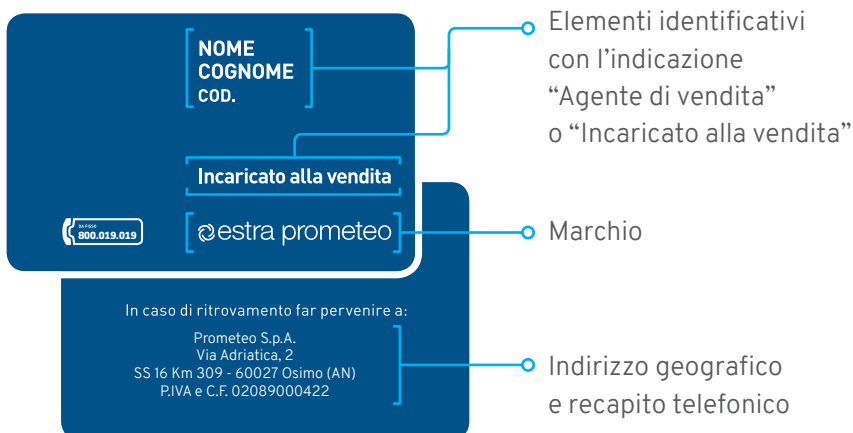 NOME
COGNOME
COD.
Incaricato alla vendita
DA FISSO
800.019.019
estra prometeo
In caso di ritrovamento far pervenire a:
Prometeo S.p.A.
Via Adriatica, 2
SS 16 Km 309 - 60027 Osimo (AN)
P.IVA e C.F. 02089000422
Elementi identificativi
con l’indicazione
“Agente di vendita”
o “Incaricato alla vendita”
Marchio
Indirizzo geografico
e recapito telefonico